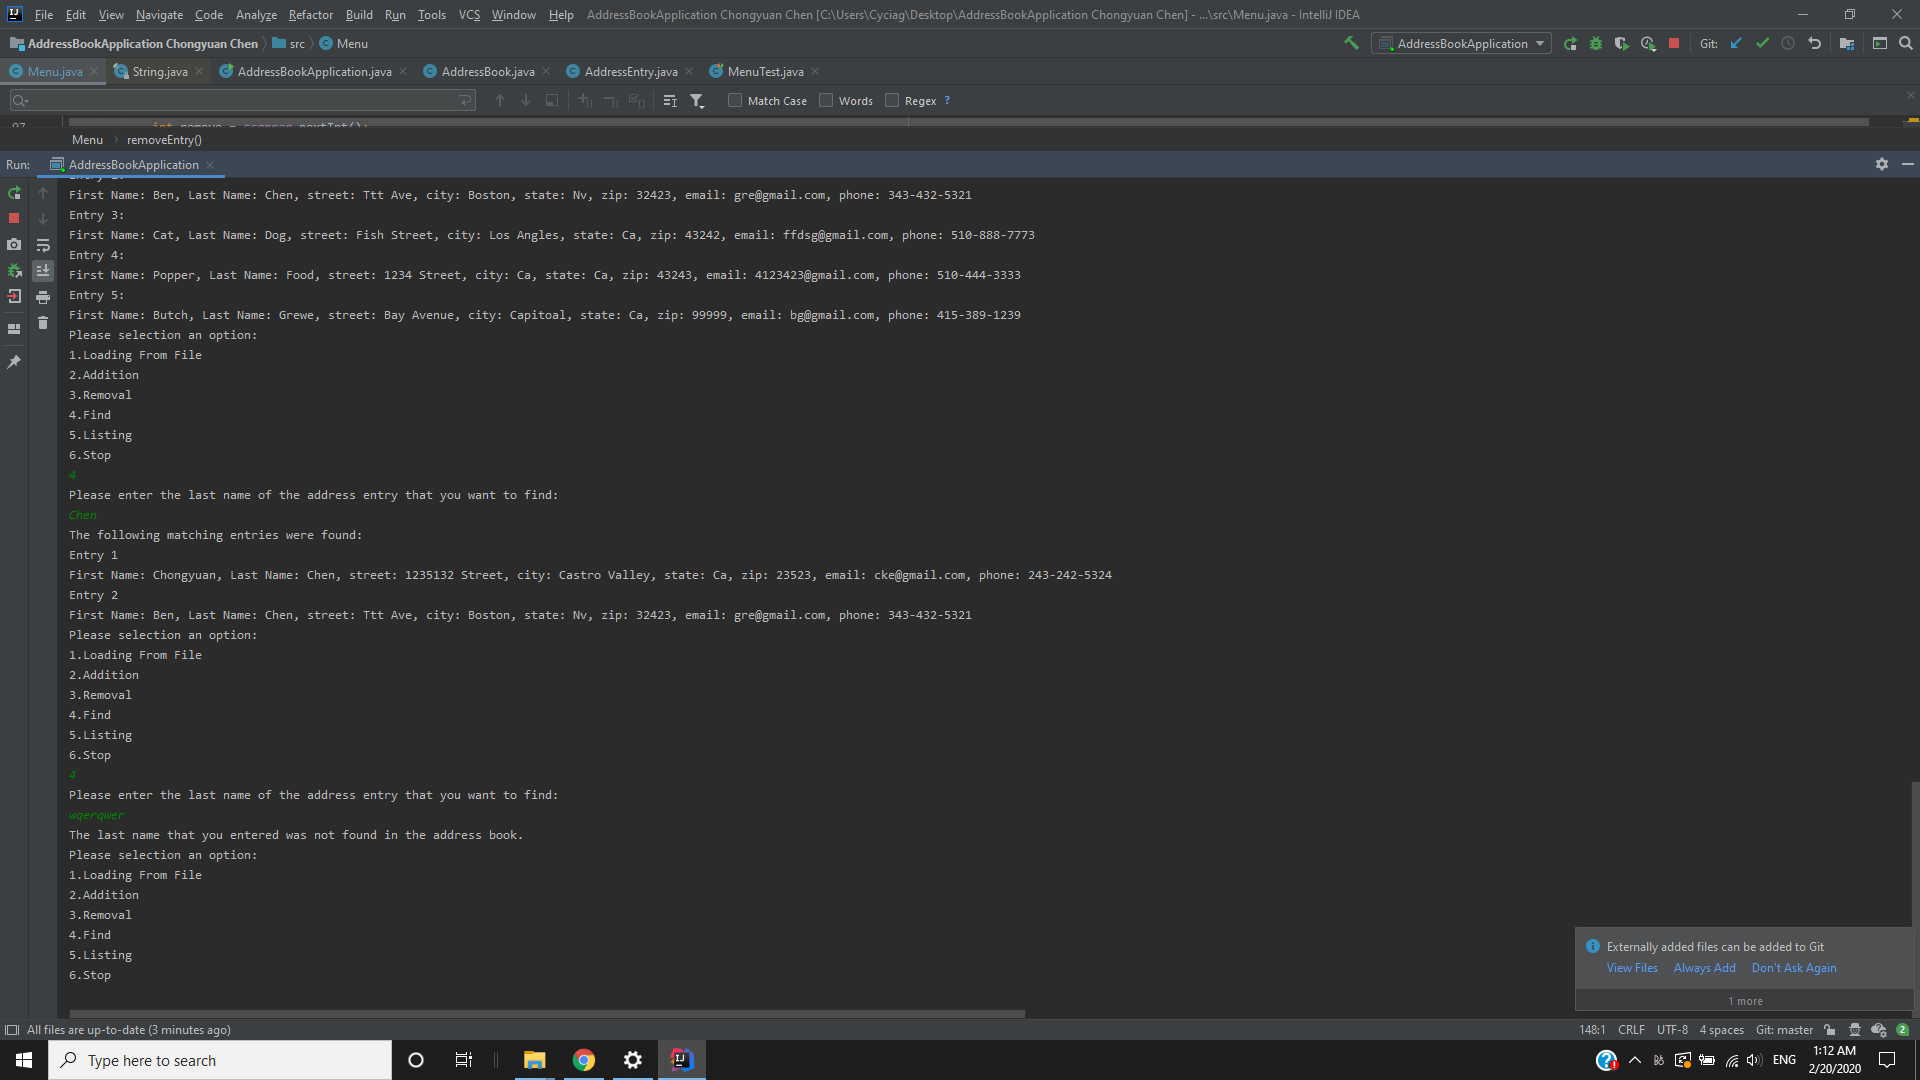 File Edit View Navigate Code Analyze Refactor Build Run Tools VCS Window Help AddressBookApplication Chongyuan Chen [C:\Users\Cyciag\Desktop\AddressBookApplication Chongyuan Chen] - ...\src\Menu.java - IntelliJ IDEA
AddressBookApplication Chongyuan Chen src Menu AddressBookApplication Git:
Menu.java String.java AddressBookApplication.java AddressBook.java AddressEntry.java MenuTest.java
Match Case Words Regex ?
Menu removeEntry()
Run: AddressBookApplication
First Name: Ben, Last Name: Chen, street: Ttt Ave, city: Boston, state: Nv, zip: 32423, email: gre@gmail.com, phone: 343-432-5321
Entry 3:
First Name: Cat, Last Name: Dog, street: Fish Street, city: Los Angles, state: Ca, zip: 43242, email: ffdsg@gmail.com, phone: 510-888-7773
Entry 4:
First Name: Popper, Last Name: Food, street: 1234 Street, city: Ca, state: Ca, zip: 43243, email: 4123423@gmail.com, phone: 510-444-3333
Entry 5:
First Name: Butch, Last Name: Grewe, street: Bay Avenue, city: Capitoal, state: Ca, zip: 99999, email: bg@gmail.com, phone: 415-389-1239
Please selection an option:
1.Loading From File
2.Addition
3.Removal
4.Find
5.Listing
6.Stop
4
Please enter the last name of the address entry that you want to find:
Chen
The following matching entries were found:
Entry 1
First Name: Chongyuan, Last Name: Chen, street: 1235132 Street, city: Castro Valley, state: Ca, zip: 23523, email: cke@gmail.com, phone: 243-242-5324
Entry 2
First Name: Ben, Last Name: Chen, street: Ttt Ave, city: Boston, state: Nv, zip: 32423, email: gre@gmail.com, phone: 343-432-5321
Please selection an option:
1.Loading From File
2.Addition
3.Removal
4.Find
5.Listing
6.Stop
4
Please enter the last name of the address entry that you want to find:
wqerqwer
The last name that you entered was not found in the address book.
Please selection an option:
1.Loading From File
2.Addition
3.Removal
4.Find
5.Listing
6.Stop
Externally added files can be added to Git
View Files Always Add Don't Ask Again
1 more
All files are up-to-date (3 minutes ago) 148:1 CRLF UTF-8 4 spaces Git: master 2
Type here to search ENG 1:12 AM
2/20/2020